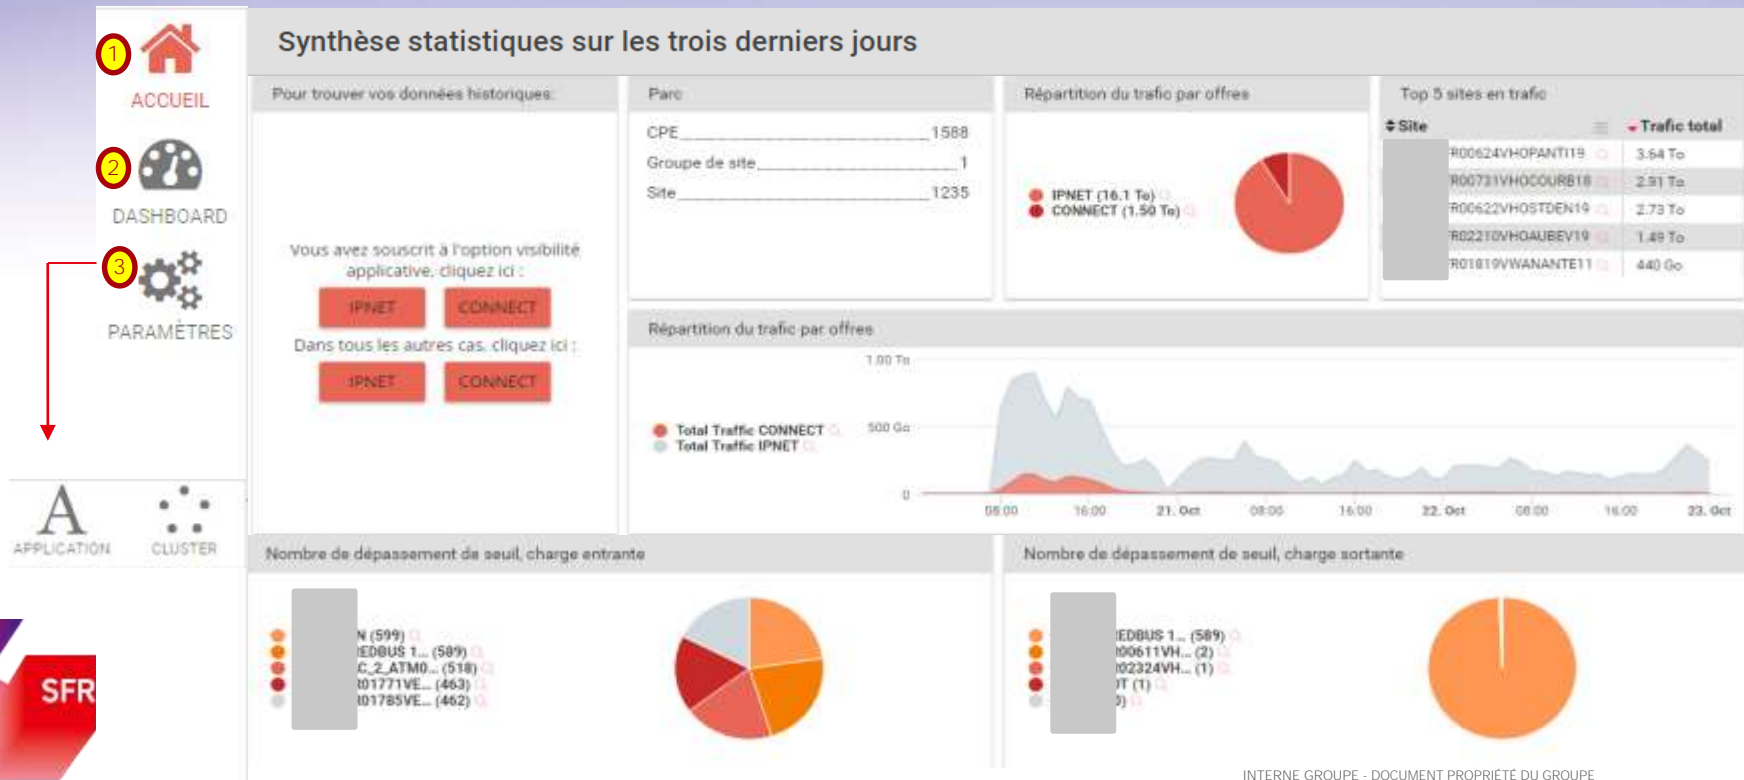 Synthèse statistiques sur les trois derniers jours
1
ACCUEIL
2
DASHBOARD
3
PARAMÈTRES
A
APPLICATION
CLUSTER
SFR
Pour trouver vos données historiques:
Vous avez souscrit à l'option visibilité
applicative, cliquez ici :
IPNET CONNECT
Dans tous les autres cas, cliquez ici :
IPNET CONNECT
Parc
CPE 1588
Groupe de site 1
Site 1235
Répartition du trafic par offres
IPNET (16.1 To)
CONNECT (1.50 To)
Top 5 sites en trafic
Site Trafic total
R00624VHOPANTI19 3.64 To
R00731VHOCOURB18 2.91 To
R00622VHOSTDEN19 2.73 To
R02210VHOAUBEV19 1.49 To
R01819VWANANTE11 440 Go
Répartition du trafic par offres
Total Traffic CONNECT
Total Traffic IPNET
1.00 To
500 Go
0
08:00 16:00 21. Oct 08:00 16:00 22. Oct 08:00 16:00 23. Oct
Nombre de dépassement de seuil, charge entrante
N (599)
EDBUS 1... (589)
C_2_ATM0... (518)
R01771VE... (463)
R01785VE... (462)
Nombre de dépassement de seuil, charge sortante
EDBUS 1... (589)
R00611VH... (2)
R02324VH... (1)
OT (1)
0)
INTERNE GROUPE - DOCUMENT PROPRIÉTÉ DU GROUPE